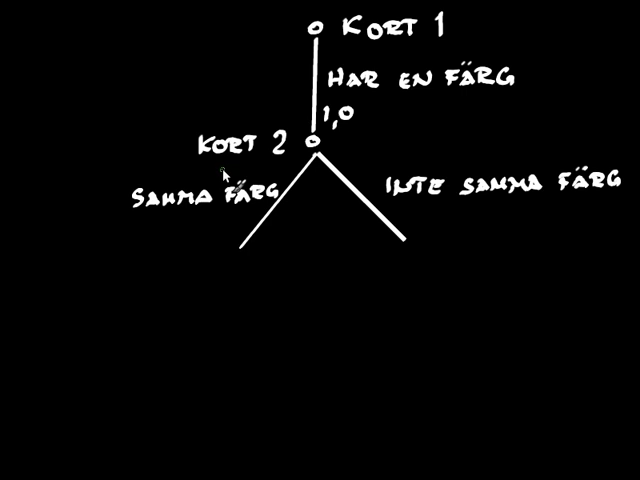 KORT 1
HAR EN FÄRG
1,0
KORT 2
SAMMA FÄRG
INTE SAMMA FÄRG